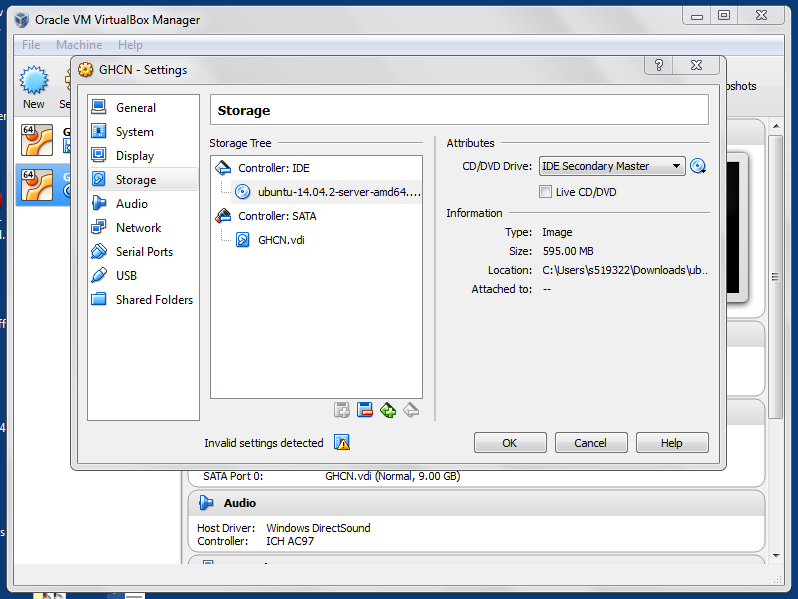 Oracle VM VirtualBox Manager
File Machine Help
GHCN - Settings
?
New
Se
pshots
64
G
64
G
General
System
Display
Storage
Audio
Network
Serial Ports
USB
Shared Folders
Storage
Storage Tree
Controller: IDE
ubuntu-14.04.2-server-amd64....
Controller: SATA
GHCN.vdi
Attributes
CD/DVD Drive: IDE Secondary Master
Live CD/DVD
Information
Type: Image
Size: 595.00 MB
Location: C:\Users\s519322\Downloads\ub..
Attached to: --
Invalid settings detected
OK Cancel Help
SATA Port 0: GHCN.vdi (Normal, 9.00 GB)
Audio
Host Driver: Windows DirectSound
Controller: ICH AC97